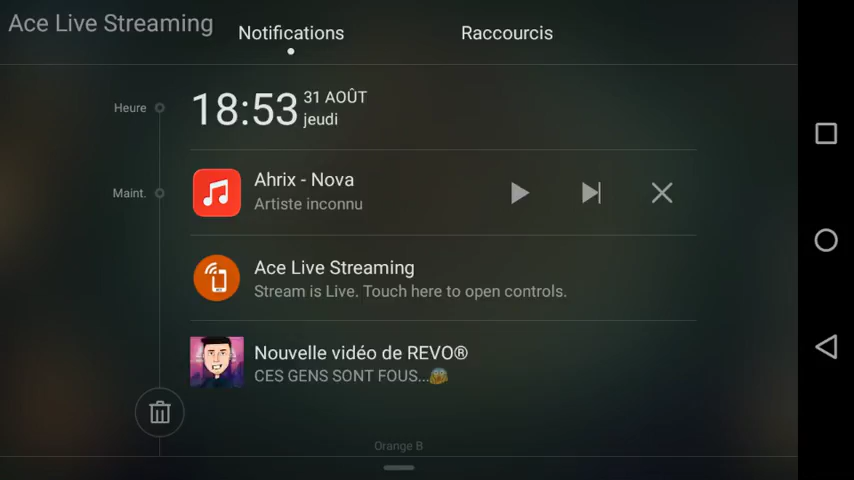 Ace Live Streaming
Notifications
Raccourcis
Heure
18:53
31 AOÛT
jeudi
Maint.
Ahrix - Nova
Artiste inconnu
Ace Live Streaming
Stream is Live. Touch here to open controls.
Nouvelle vidéo de REVO®
CES GENS SONT FOUS...😱
Orange B